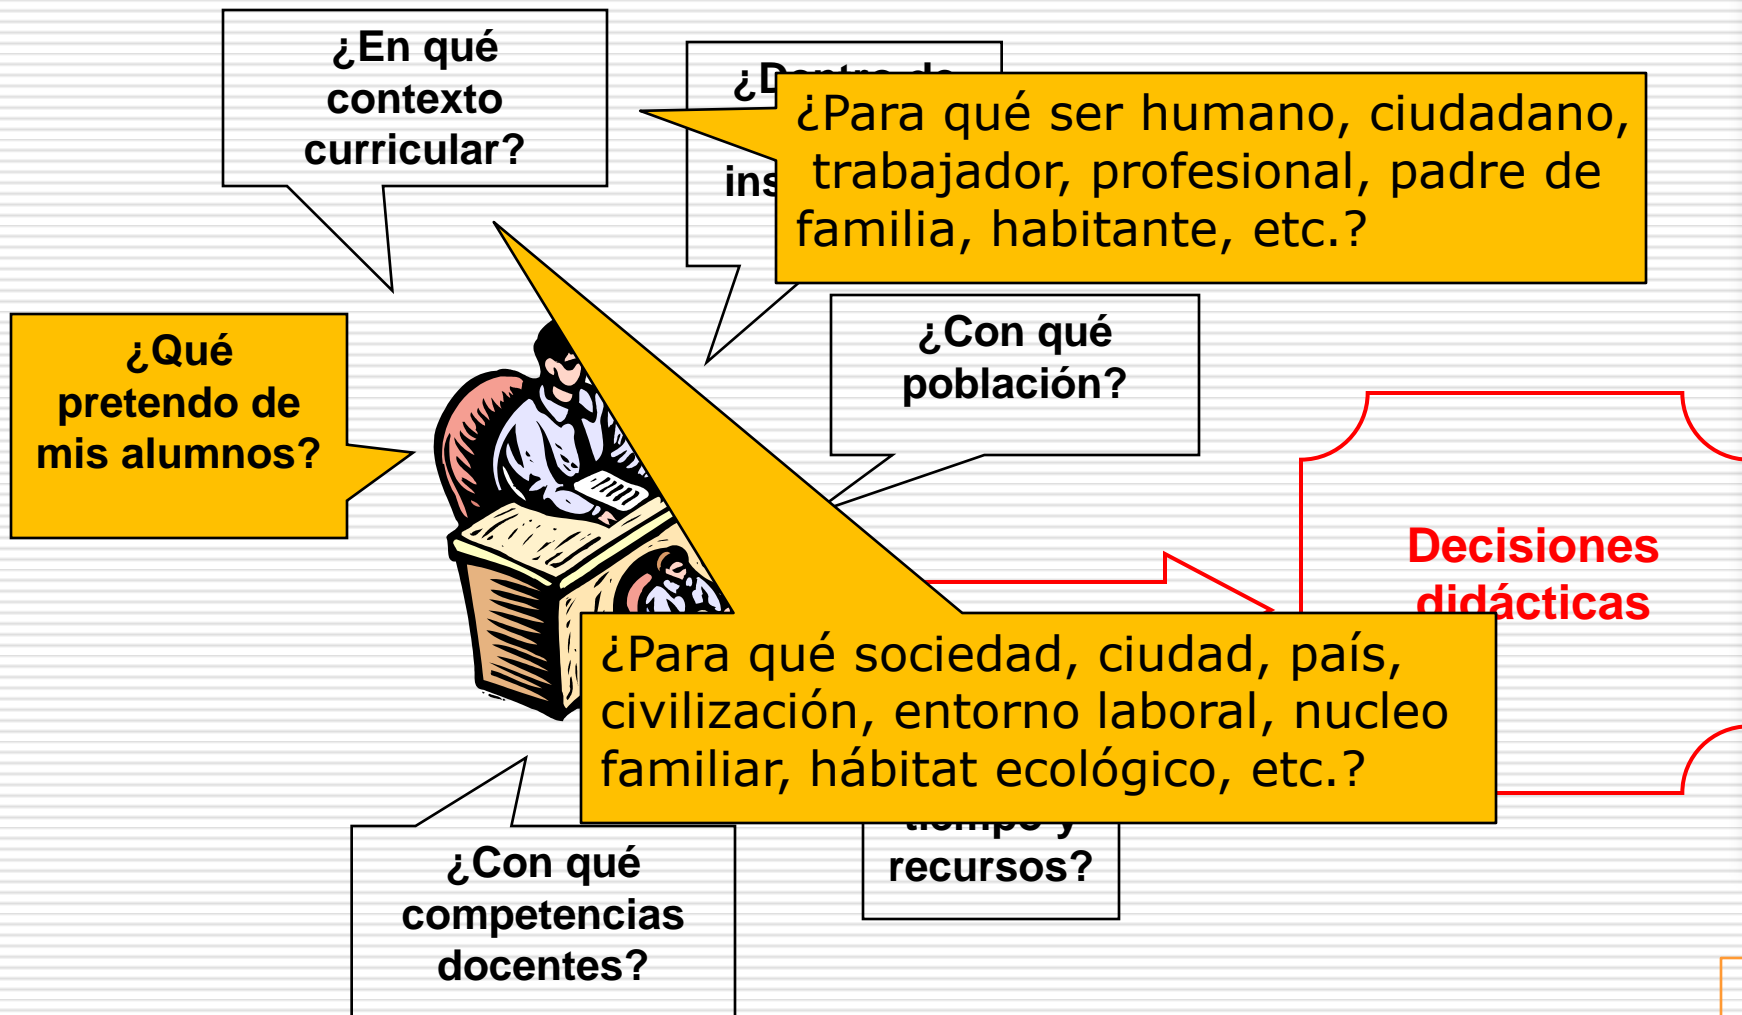 ¿En qué
contexto
curricular?
¿Para qué ser humano, ciudadano,
trabajador, profesional, padre de
familia, habitante, etc.?
¿Con qué
población?
¿Qué
pretendo de
mis alumnos?
Decisiones
didácticas
¿Para qué sociedad, ciudad, país,
civilización, entorno laboral, nucleo
familiar, hábitat ecológico, etc.?
tiempo y
recursos?
¿Con qué
competencias
docentes?